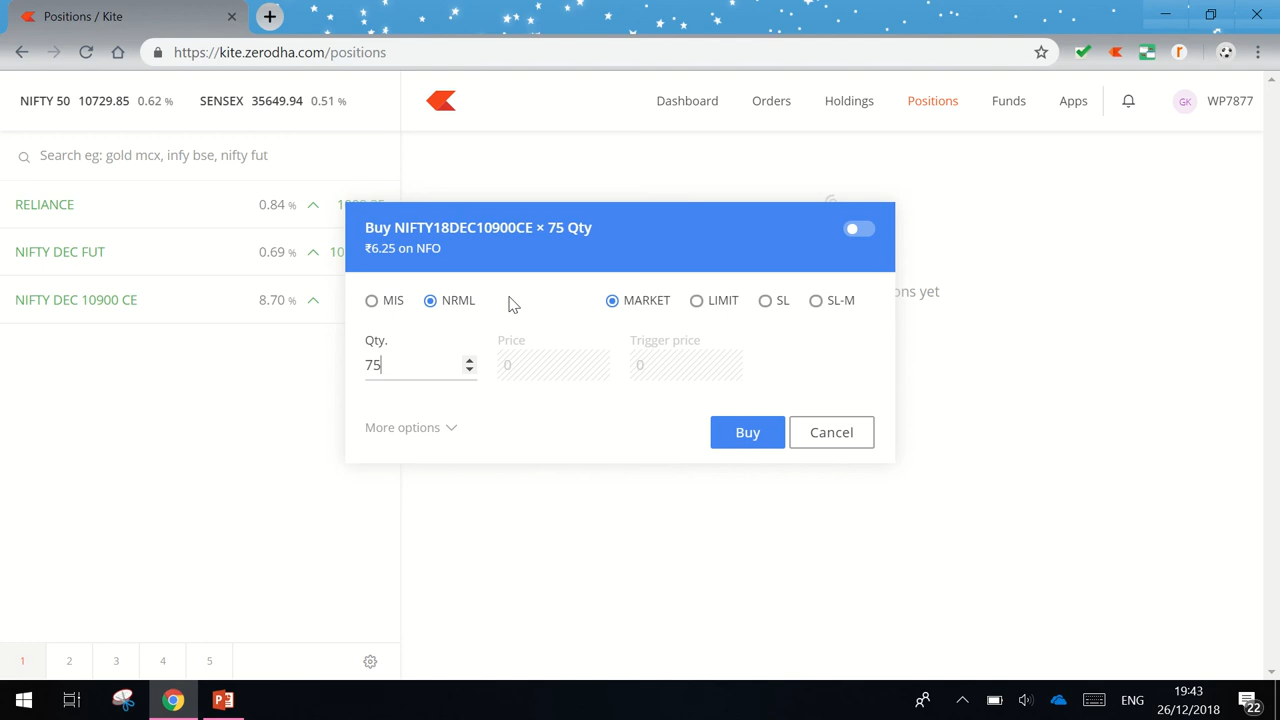 Positions / Kite
https://kite.zerodha.com/positions
NIFTY 50 10729.85 0.62 % SENSEX 35649.94 0.51 %
Dashboard Orders Holdings Positions Funds Apps GK WP7877
Search eg: gold mcx, infy bse, nifty fut
RELIANCE 0.84 %
NIFTY DEC FUT 0.69 % 10
NIFTY DEC 10900 CE 8.70 %
Buy NIFTY18DEC10900CE × 75 Qty
₹6.25 on NFO
MIS NRML MARKET LIMIT SL SL-M
Qty. Price Trigger price
75 0 0
More options Buy Cancel
ons yet
1 2 3 4 5
ENG 19:43
26/12/2018 22